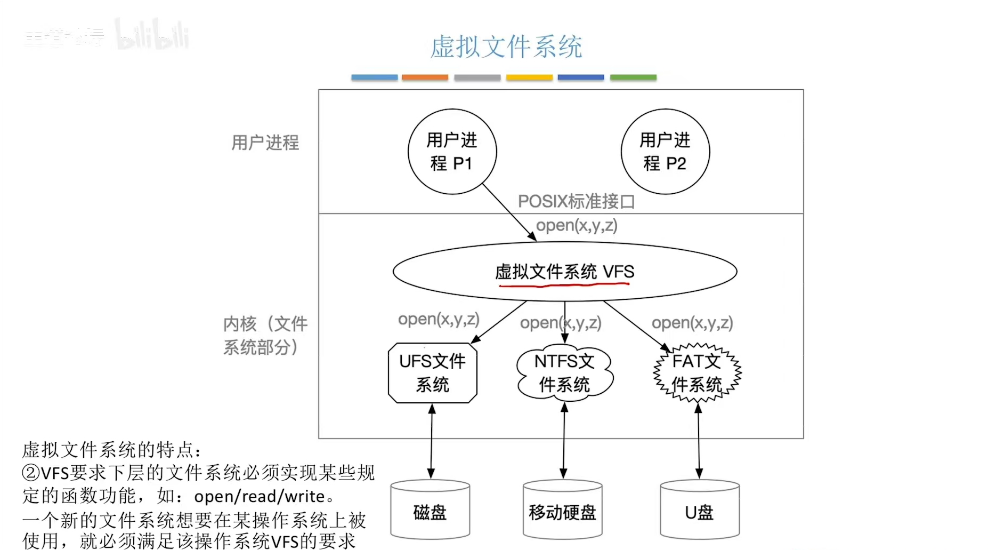 bilibili
虚拟文件系统
用户进程
用户进
程 P1
用户进
程 P2
POSIX标准接口
open(x,y,z)
虚拟文件系统 VFS
内核（文件
系统部分）
open(x,y,z)
open(x,y,z)
open(x,y,z)
UFS文件
系统
NTFS文
件系统
FAT文
件系统
磁盘
移动硬盘
U盘
虚拟文件系统的特点：
②VFS要求下层的文件系统必须实现某些规
定的函数功能，如：open/read/write。
一个新的文件系统想要在某操作系统上被
使用，就必须满足该操作系统VFS的要求